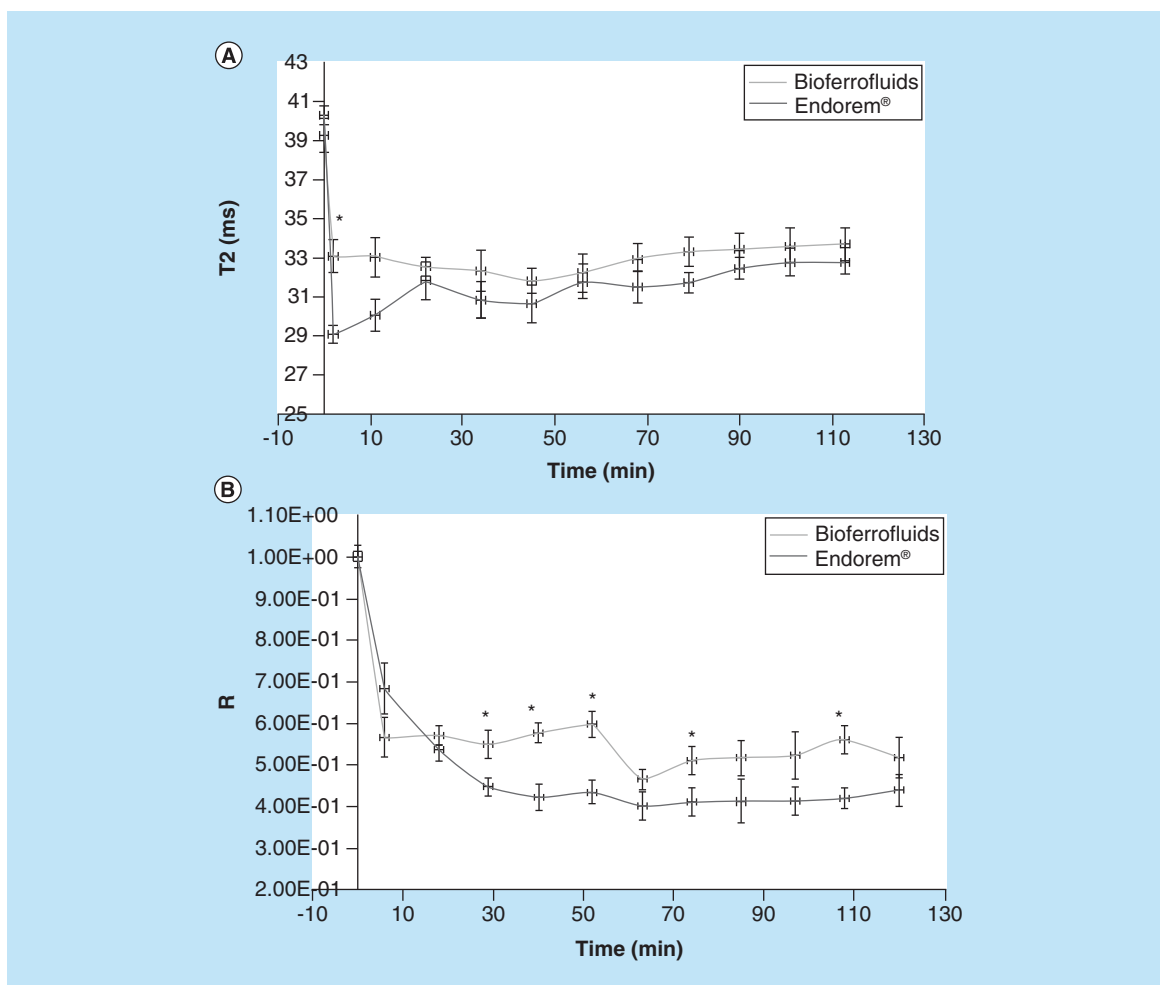 A
43
41
39
37
35
33
31
29
27
25
T2 (ms)
*
Bioferrofluids
Endorem®
-10 10 30 50 70 90 110 130
Time (min)
B
1.10E+00
1.00E+00
9.00E-01
8.00E-01
7.00E-01
6.00E-01
5.00E-01
4.00E-01
3.00E-01
2.00E-01
R
* * * * *
Bioferrofluids
Endorem®
-10 10 30 50 70 90 110 130
Time (min)